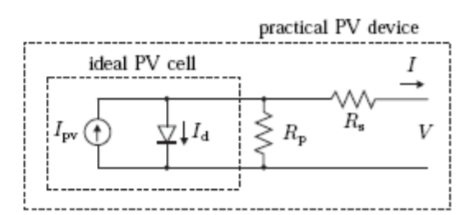 practical PV device
ideal PV cell
I
Ipv
Id
Rp
Rs
V